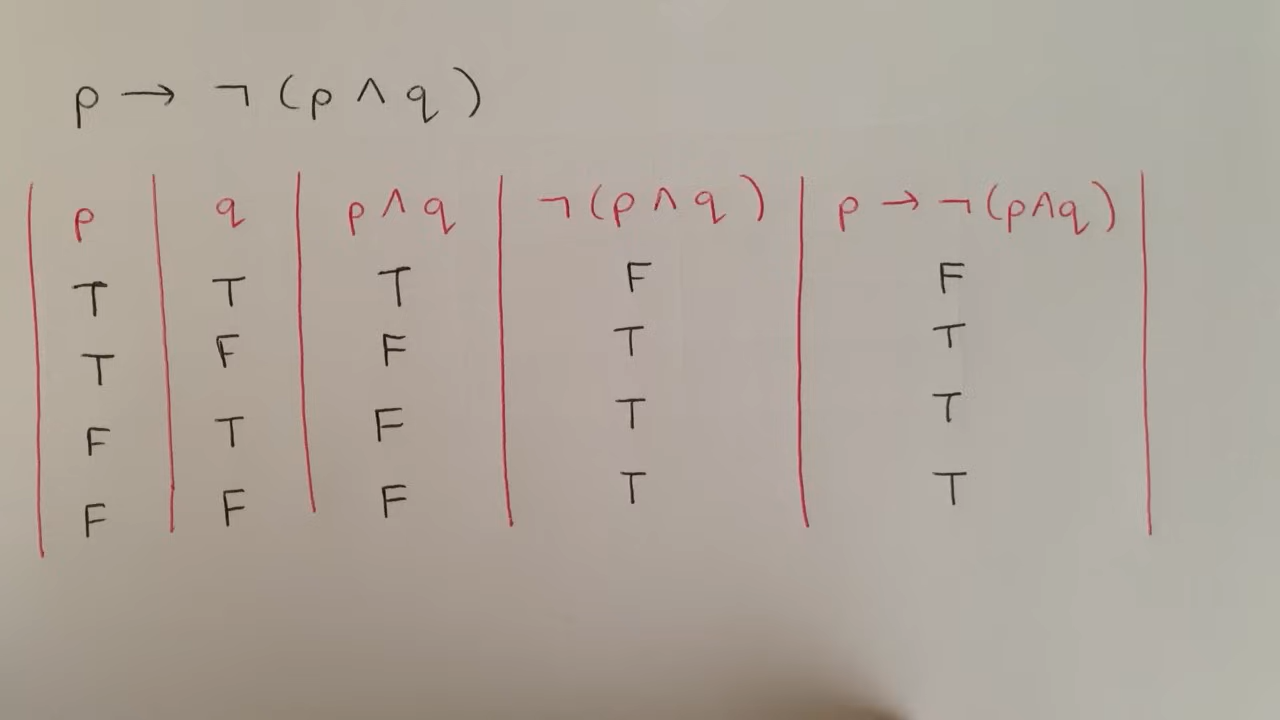 p → ¬ (p ∧ q)
p q p ∧ q ¬ (p ∧ q) p → ¬ (p∧q)
T T T F F
T F F T T
F T F T T
F F F T T